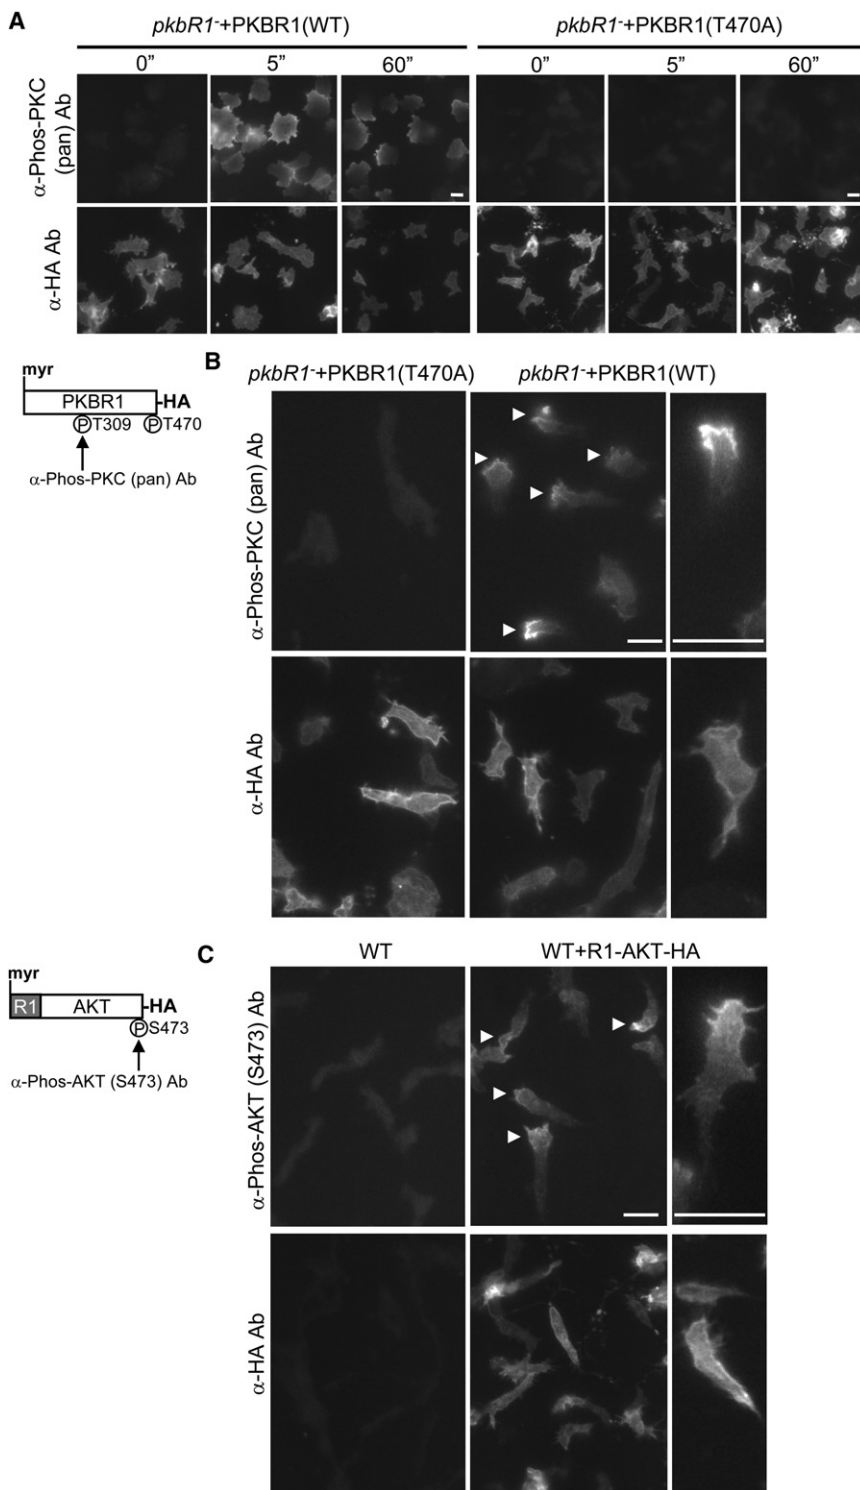 A
pkbR1-+PKBR1(WT)
pkbR1-+PKBR1(T470A)
0” 5” 60” 0” 5” 60”
α-Phos-PKC
(pan) Ab
α-HA Ab
myr
PKBR1 -HA
P T309 P T470
α-Phos-PKC (pan) Ab
B
pkbR1-+PKBR1(T470A)
pkbR1-+PKBR1(WT)
α-Phos-PKC (pan) Ab
α-HA Ab
myr
R1 AKT -HA
P S473
α-Phos-AKT (S473) Ab
C
WT
WT+R1-AKT-HA
α-Phos-AKT (S473) Ab
α-HA Ab